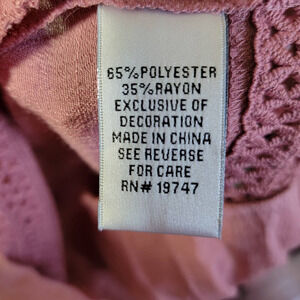 65%POLYESTER
35%RAYON
EXCLUSIVE OF
DECORATION
MADE IN CHINA
SEE REVERSE
FOR CARE
RN# 19747